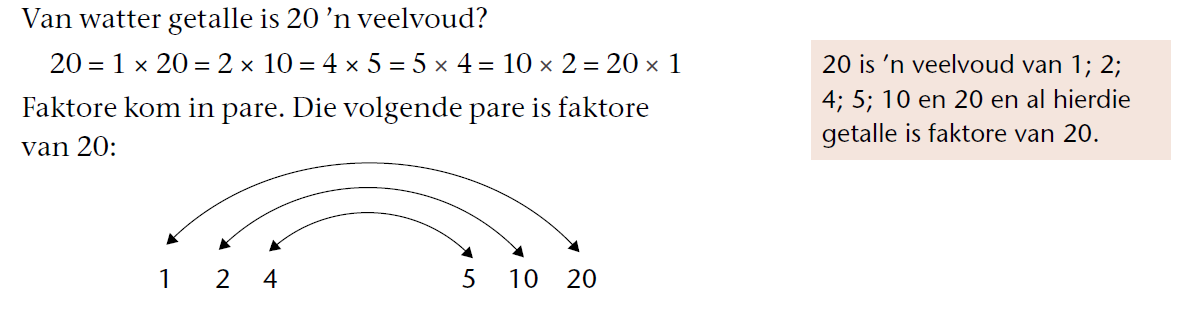 Van watter getalle is 20 ’n veelvoud?
20 = 1 × 20 = 2 × 10 = 4 × 5 = 5 × 4 = 10 × 2 = 20 × 1
Faktore kom in pare. Die volgende pare is faktore
van 20:
1 2 4 5 10 20
20 is ’n veelvoud van 1; 2;
4; 5; 10 en 20 en al hierdie
getalle is faktore van 20.